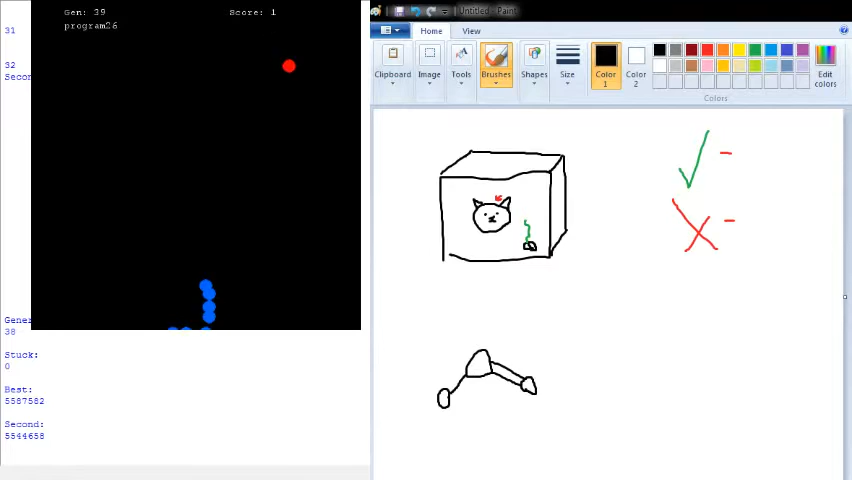 Gen: 39
Score: 1
program26
31
32
Secon
Gener
38
Stuck:
0
Best:
5587582
Second:
5544658
Untitled - Paint
Home
View
Clipboard
Image
Tools
Brushes
Shapes
Size
Color
1
Color
2
Edit
colors
Colors